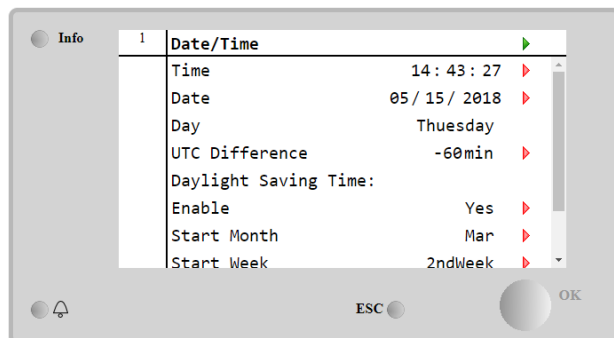 Info
1 Date/Time
Time 14:43:27
Date 05/15/2018
Day Thuesday
UTC Difference -60min
Daylight Saving Time:
Enable Yes
Start Month Mar
Start Week 2ndWeek
ESC
OK